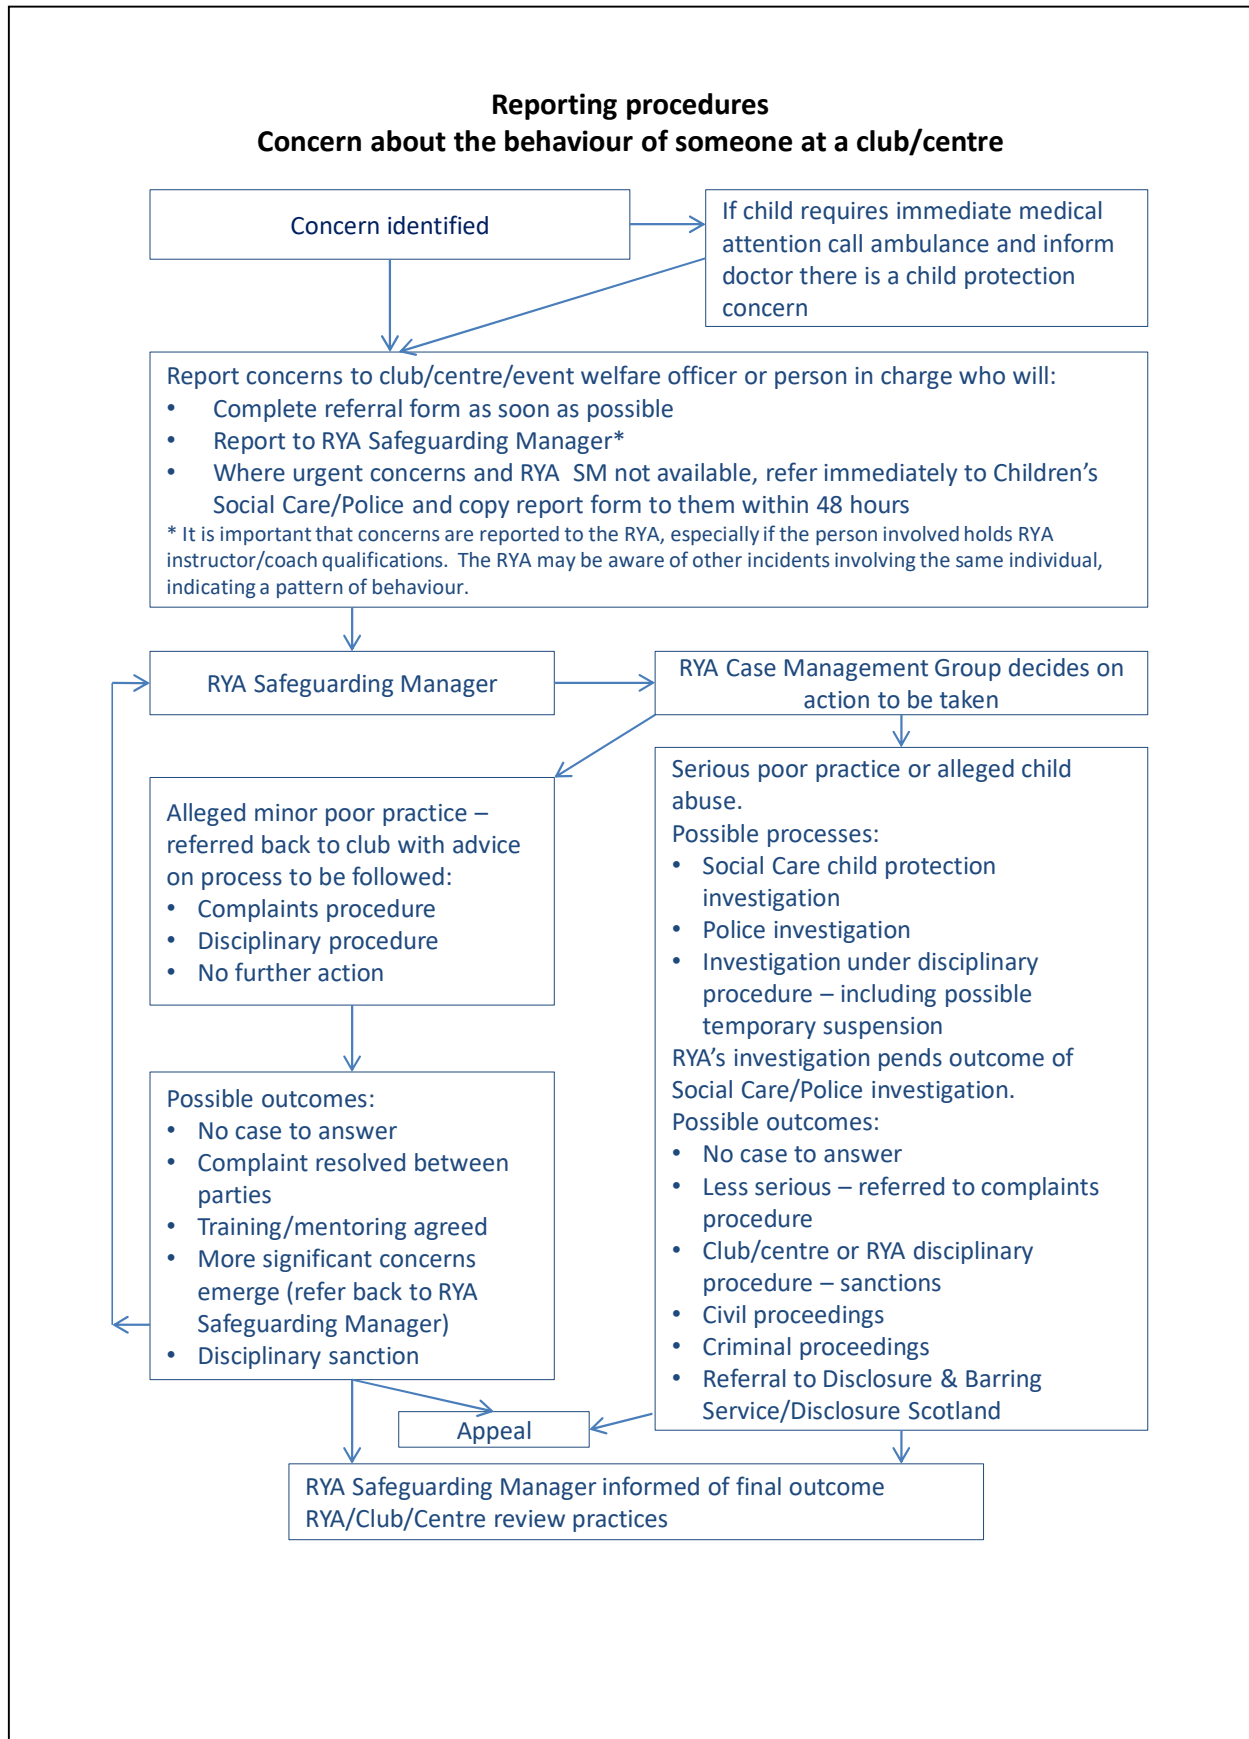 Reporting procedures
Concern about the behaviour of someone at a club/centre
Concern identified
If child requires immediate medical
attention call ambulance and inform
doctor there is a child protection
concern
Report concerns to club/centre/event welfare officer or person in charge who will:
• Complete referral form as soon as possible
• Report to RYA Safeguarding Manager*
• Where urgent concerns and RYA SM not available, refer immediately to Children's
Social Care/Police and copy report form to them within 48 hours
* It is important that concerns are reported to the RYA, especially if the person involved holds RYA
instructor/coach qualifications. The RYA may be aware of other incidents involving the same individual,
indicating a pattern of behaviour.
RYA Safeguarding Manager
RYA Case Management Group decides on
action to be taken
Alleged minor poor practice –
referred back to club with advice
on process to be followed:
• Complaints procedure
• Disciplinary procedure
• No further action
Serious poor practice or alleged child
abuse.
Possible processes:
• Social Care child protection
investigation
• Police investigation
• Investigation under disciplinary
procedure – including possible
temporary suspension
RYA's investigation pends outcome of
Social Care/Police investigation.
Possible outcomes:
• No case to answer
• Less serious – referred to complaints
procedure
• Club/centre or RYA disciplinary
procedure – sanctions
• Civil proceedings
• Criminal proceedings
• Referral to Disclosure & Barring
Service/Disclosure Scotland
Possible outcomes:
• No case to answer
• Complaint resolved between
parties
• Training/mentoring agreed
• More significant concerns
emerge (refer back to RYA
Safeguarding Manager)
• Disciplinary sanction
Appeal
RYA Safeguarding Manager informed of final outcome
RYA/Club/Centre review practices